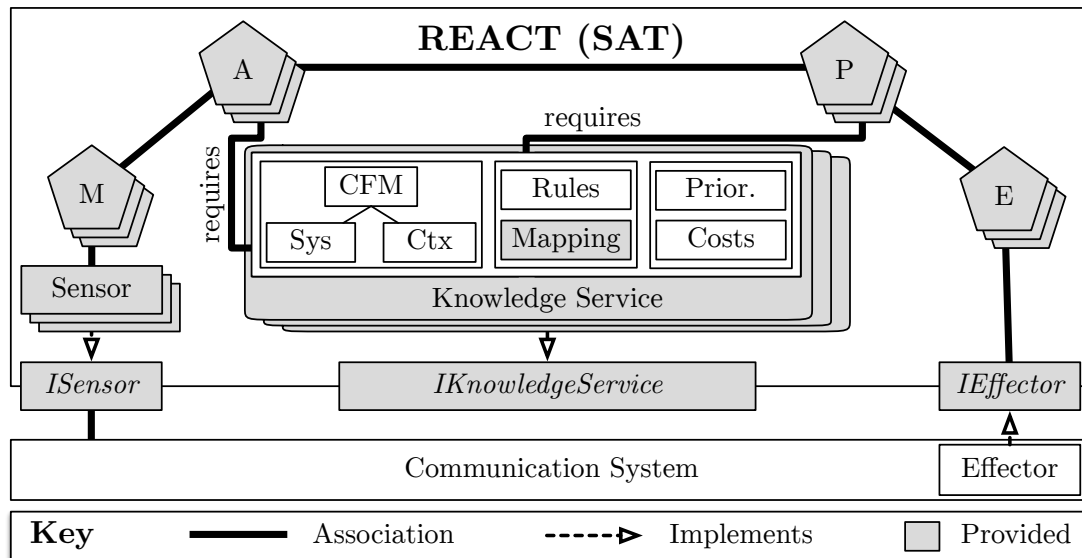 REACT (SAT)
A
P
requires
requires
M
E
CFM
Sys
Ctx
Rules
Mapping
Prior.
Costs
Sensor
Knowledge Service
ISensor
IKnowledgeService
IEffector
Communication System
Effector
Key
Association
Implements
Provided